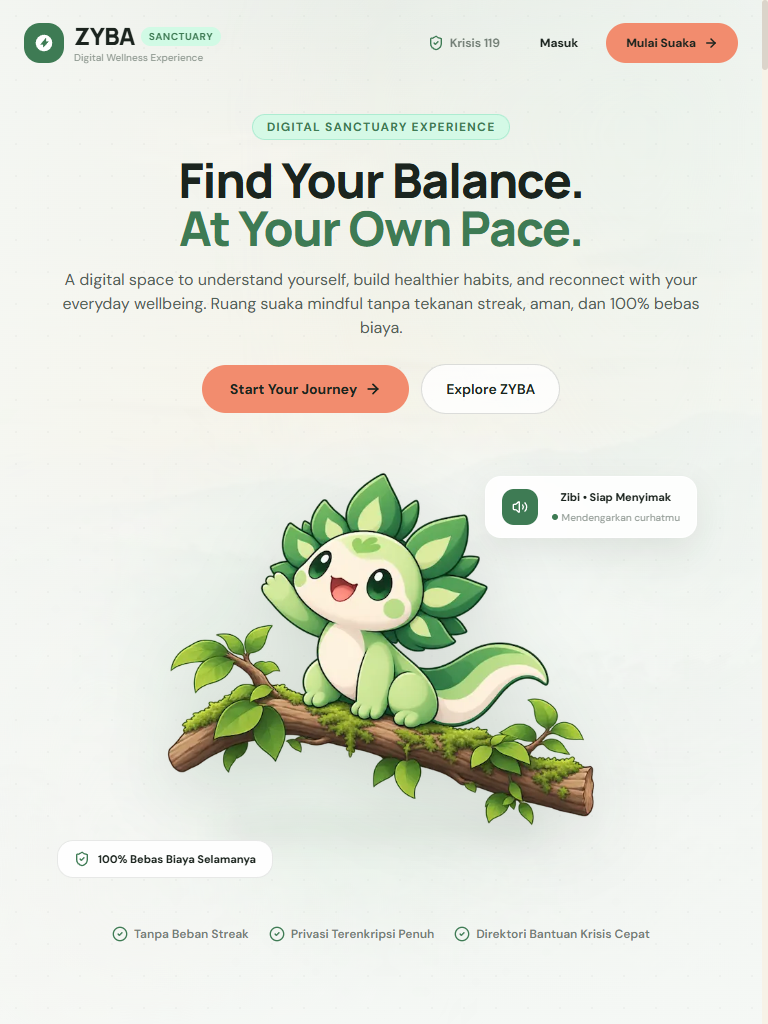 ZYBA SANCTUARY
Digital Wellness Experience
Krisis 119
Masuk
Mulai Suaka
DIGITAL SANCTUARY EXPERIENCE
Find Your Balance.
At Your Own Pace.
A digital space to understand yourself, build healthier habits, and reconnect with your
everyday wellbeing. Ruang suaka mindful tanpa tekanan streak, aman, dan 100% bebas
biaya.
Start Your Journey
Explore ZYBA
Zibi • Siap Menyimak
Mendengarkan curhatmu
100% Bebas Biaya Selamanya
Tanpa Beban Streak
Privasi Terenkripsi Penuh
Direktori Bantuan Krisis Cepat